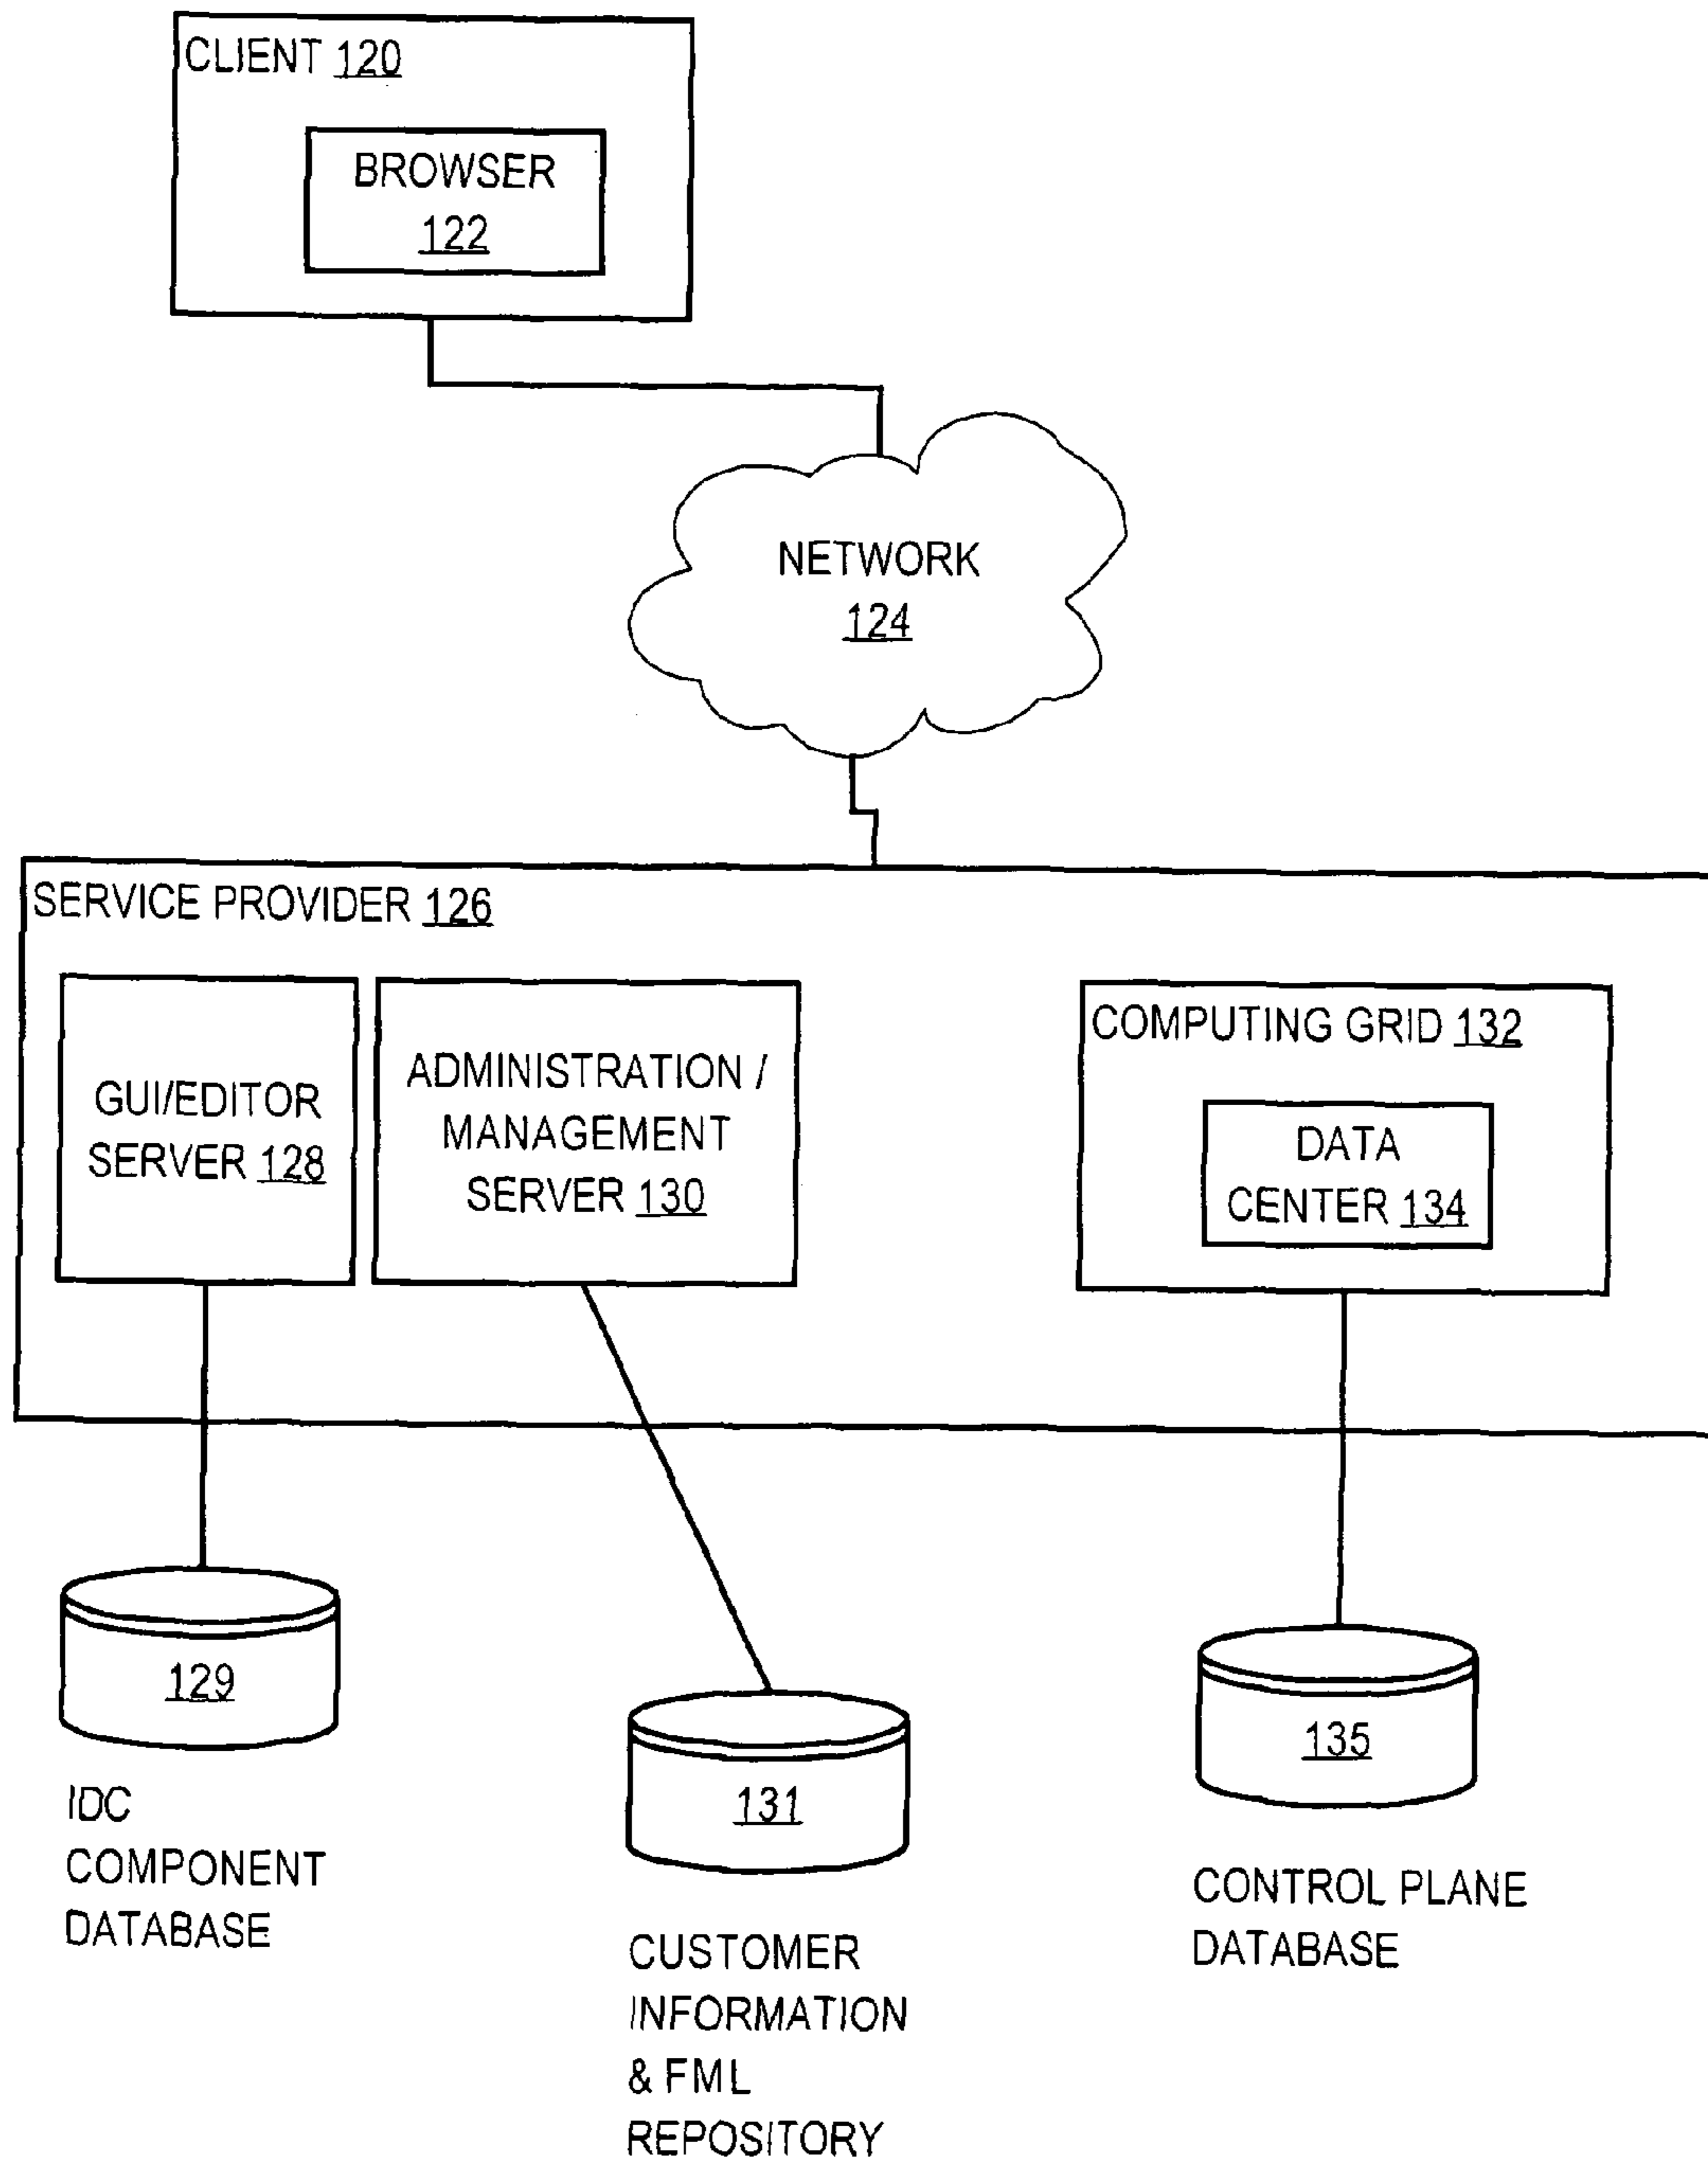 CLIENT 120
BROWSER
122
NETWORK
124
SERVICE PROVIDER 126
GUI/EDITOR
SERVER 128
ADMINISTRATION /
MANAGEMENT
SERVER 130
COMPUTING GRID 132
DATA
CENTER 134
129
IDC
COMPONENT
DATABASE
131
CUSTOMER
INFORMATION
& FML
REPOSITORY
135
CONTROL PLANE
DATABASE